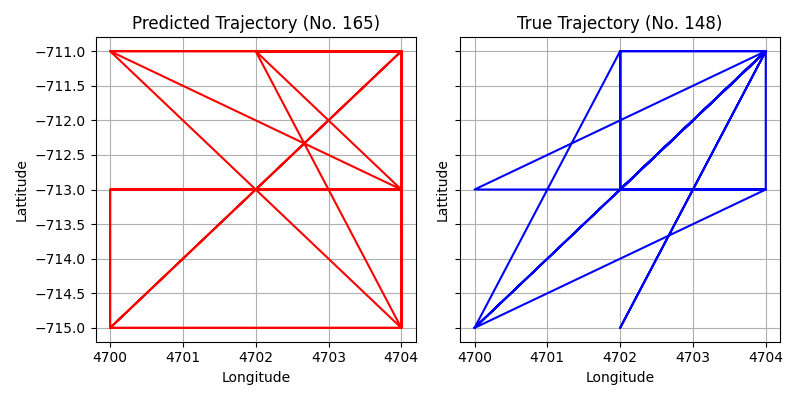 Predicted Trajectory (No. 165)
True Trajectory (No. 148)
−711.0
−711.5
−712.0
−712.5
−713.0
−713.5
−714.0
−714.5
−715.0
Lattitude
Lattitude
4700 4701 4702 4703 4704
4700 4701 4702 4703 4704
Longitude
Longitude